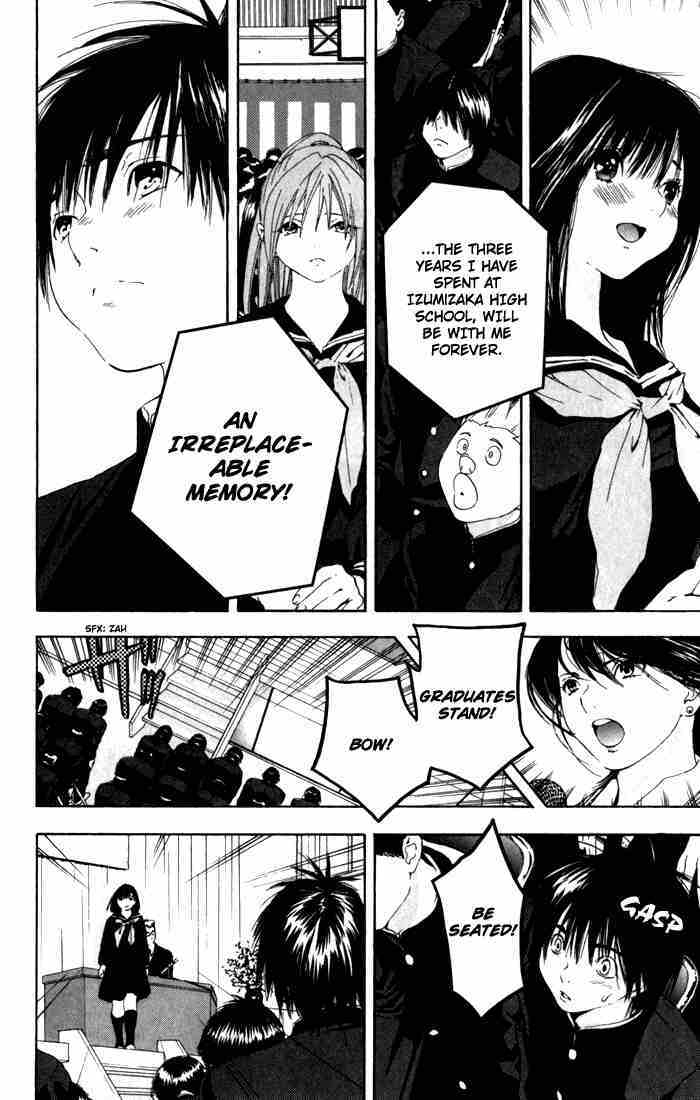 ...THE THREE
YEARS I HAVE
SPENT AT
IZUMIZAKA HIGH
SCHOOL, WILL
BE WITH ME
FOREVER.
AN
IRREPLACE-
ABLE
MEMORY!
GRADUATES
STAND!
BOW!
SFX: ZAH
BE
SEATED!
GASP